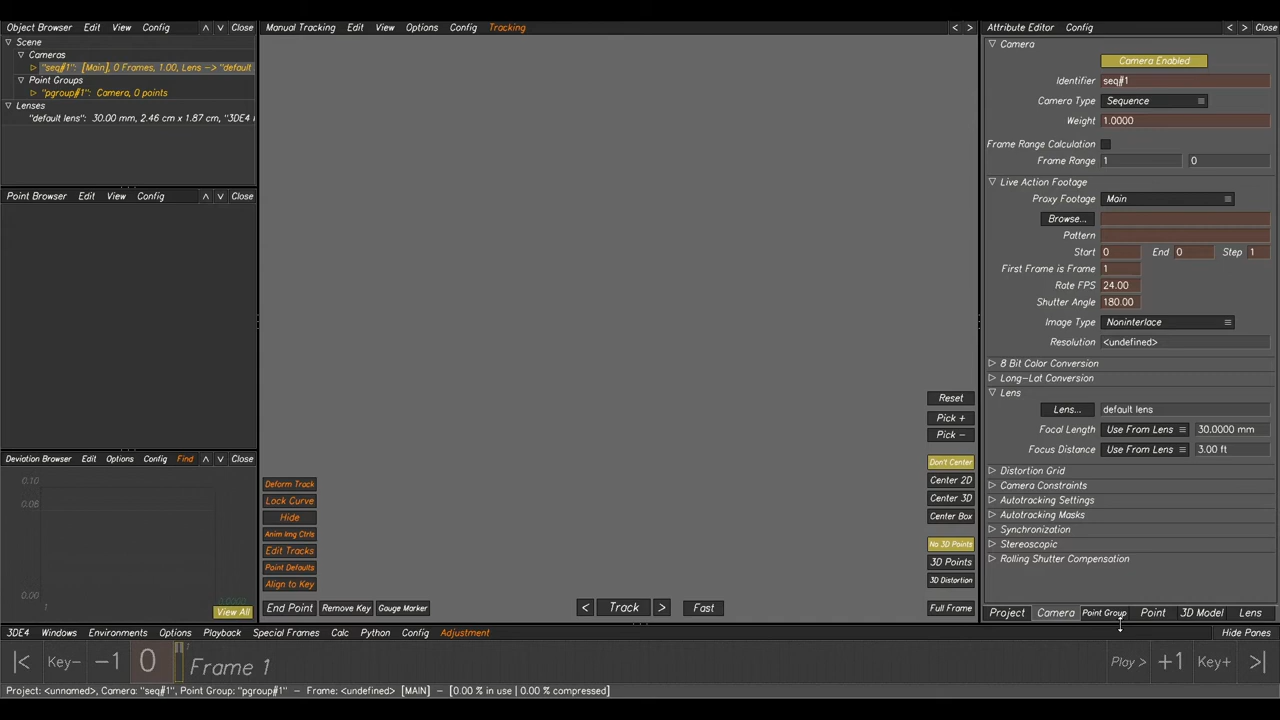 Object Browser Edit View Config Close
Scene
Cameras
"seq#1": [Main], 0 Frames, 1.00, Lens -> "default
Point Groups
"pgroup#1": Camera, 0 points
Lenses
"default lens": 30.00 mm, 2.46 cm x 1.87 cm, "3DE4
Point Browser Edit View Config Close
Deviation Browser Edit Options Config Find Close
0.10
0.06
0.00
1
View All
Manual Tracking Edit View Options Config Tracking < >
Reset
Pick +
Pick -
Don't Center
Center 2D
Center 3D
Center Box
No 3D Points
3D Points
3D Distortion
Full Frame
Deform Track
Lock Curve
Hide
Anim Img Ctrls
Edit Tracks
Point Defaults
Align to Key
End Point Remove Key Gauge Marker < Track > Fast
Attribute Editor Config < > Close
Camera
Camera Enabled
Identifier seq#1
Camera Type Sequence
Weight 1.0000
Frame Range Calculation
Frame Range 1 0
Live Action Footage
Proxy Footage Main
Browse...
Pattern
Start 0 End 0 Step 1
First Frame is Frame 1
Rate FPS 24.00
Shutter Angle 180.00
Image Type Noninterlace
Resolution <undefined>
8 Bit Color Conversion
Long-Lat Conversion
Lens
Lens... default lens
Focal Length Use From Lens 30.0000 mm
Focus Distance Use From Lens 3.00 ft
Distortion Grid
Camera Constraints
Autotracking Settings
Autotracking Masks
Synchronization
Stereoscopic
Rolling Shutter Compensation
Project Camera Point Group Point 3D Model Lens
3DE4 Windows Environments Options Playback Special Frames Calc Python Config Adjustment Hide Panes
|< Key- -1 0 Frame 1 Play > +1 Key+ >|
Project: <unnamed>, Camera: "seq#1", Point Group: "pgroup#1" - Frame: <undefined> [MAIN] - [0.00 % in use | 0.00 % compressed]